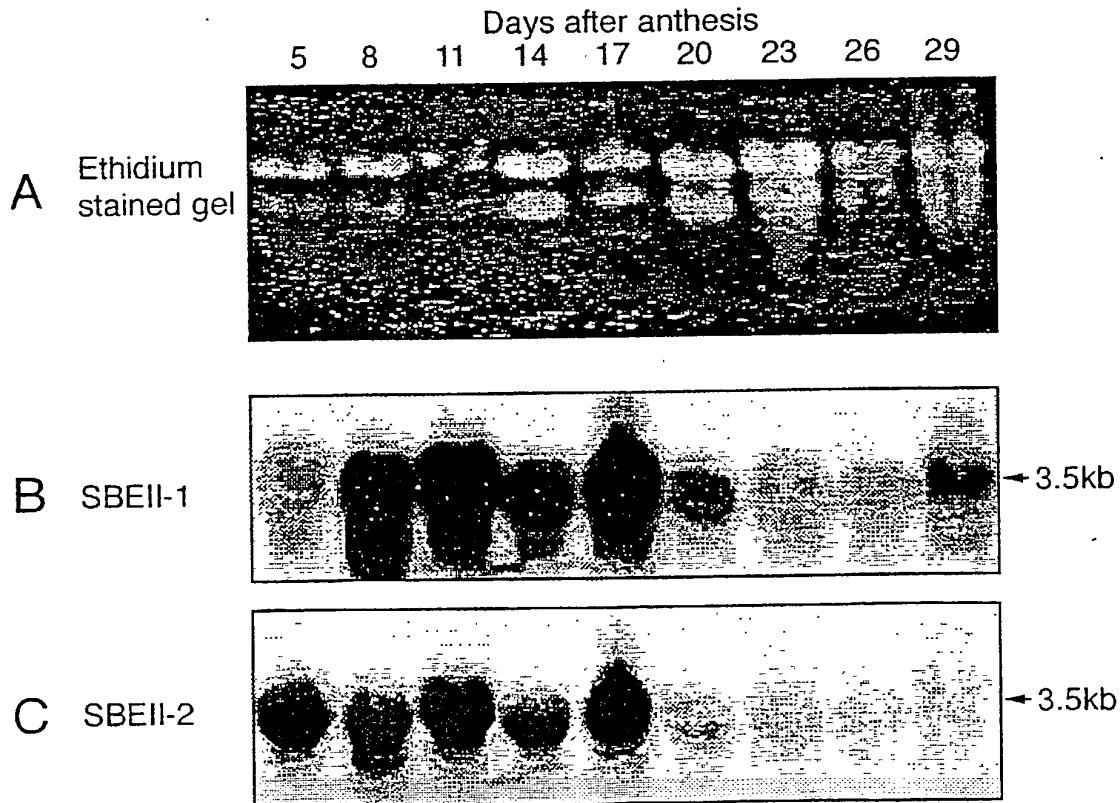 Days after anthesis
5 8 11 14 17 20 23 26 29
A Ethidium
stained gel
B SBEII-1 3.5kb
C SBEII-2 3.5kb